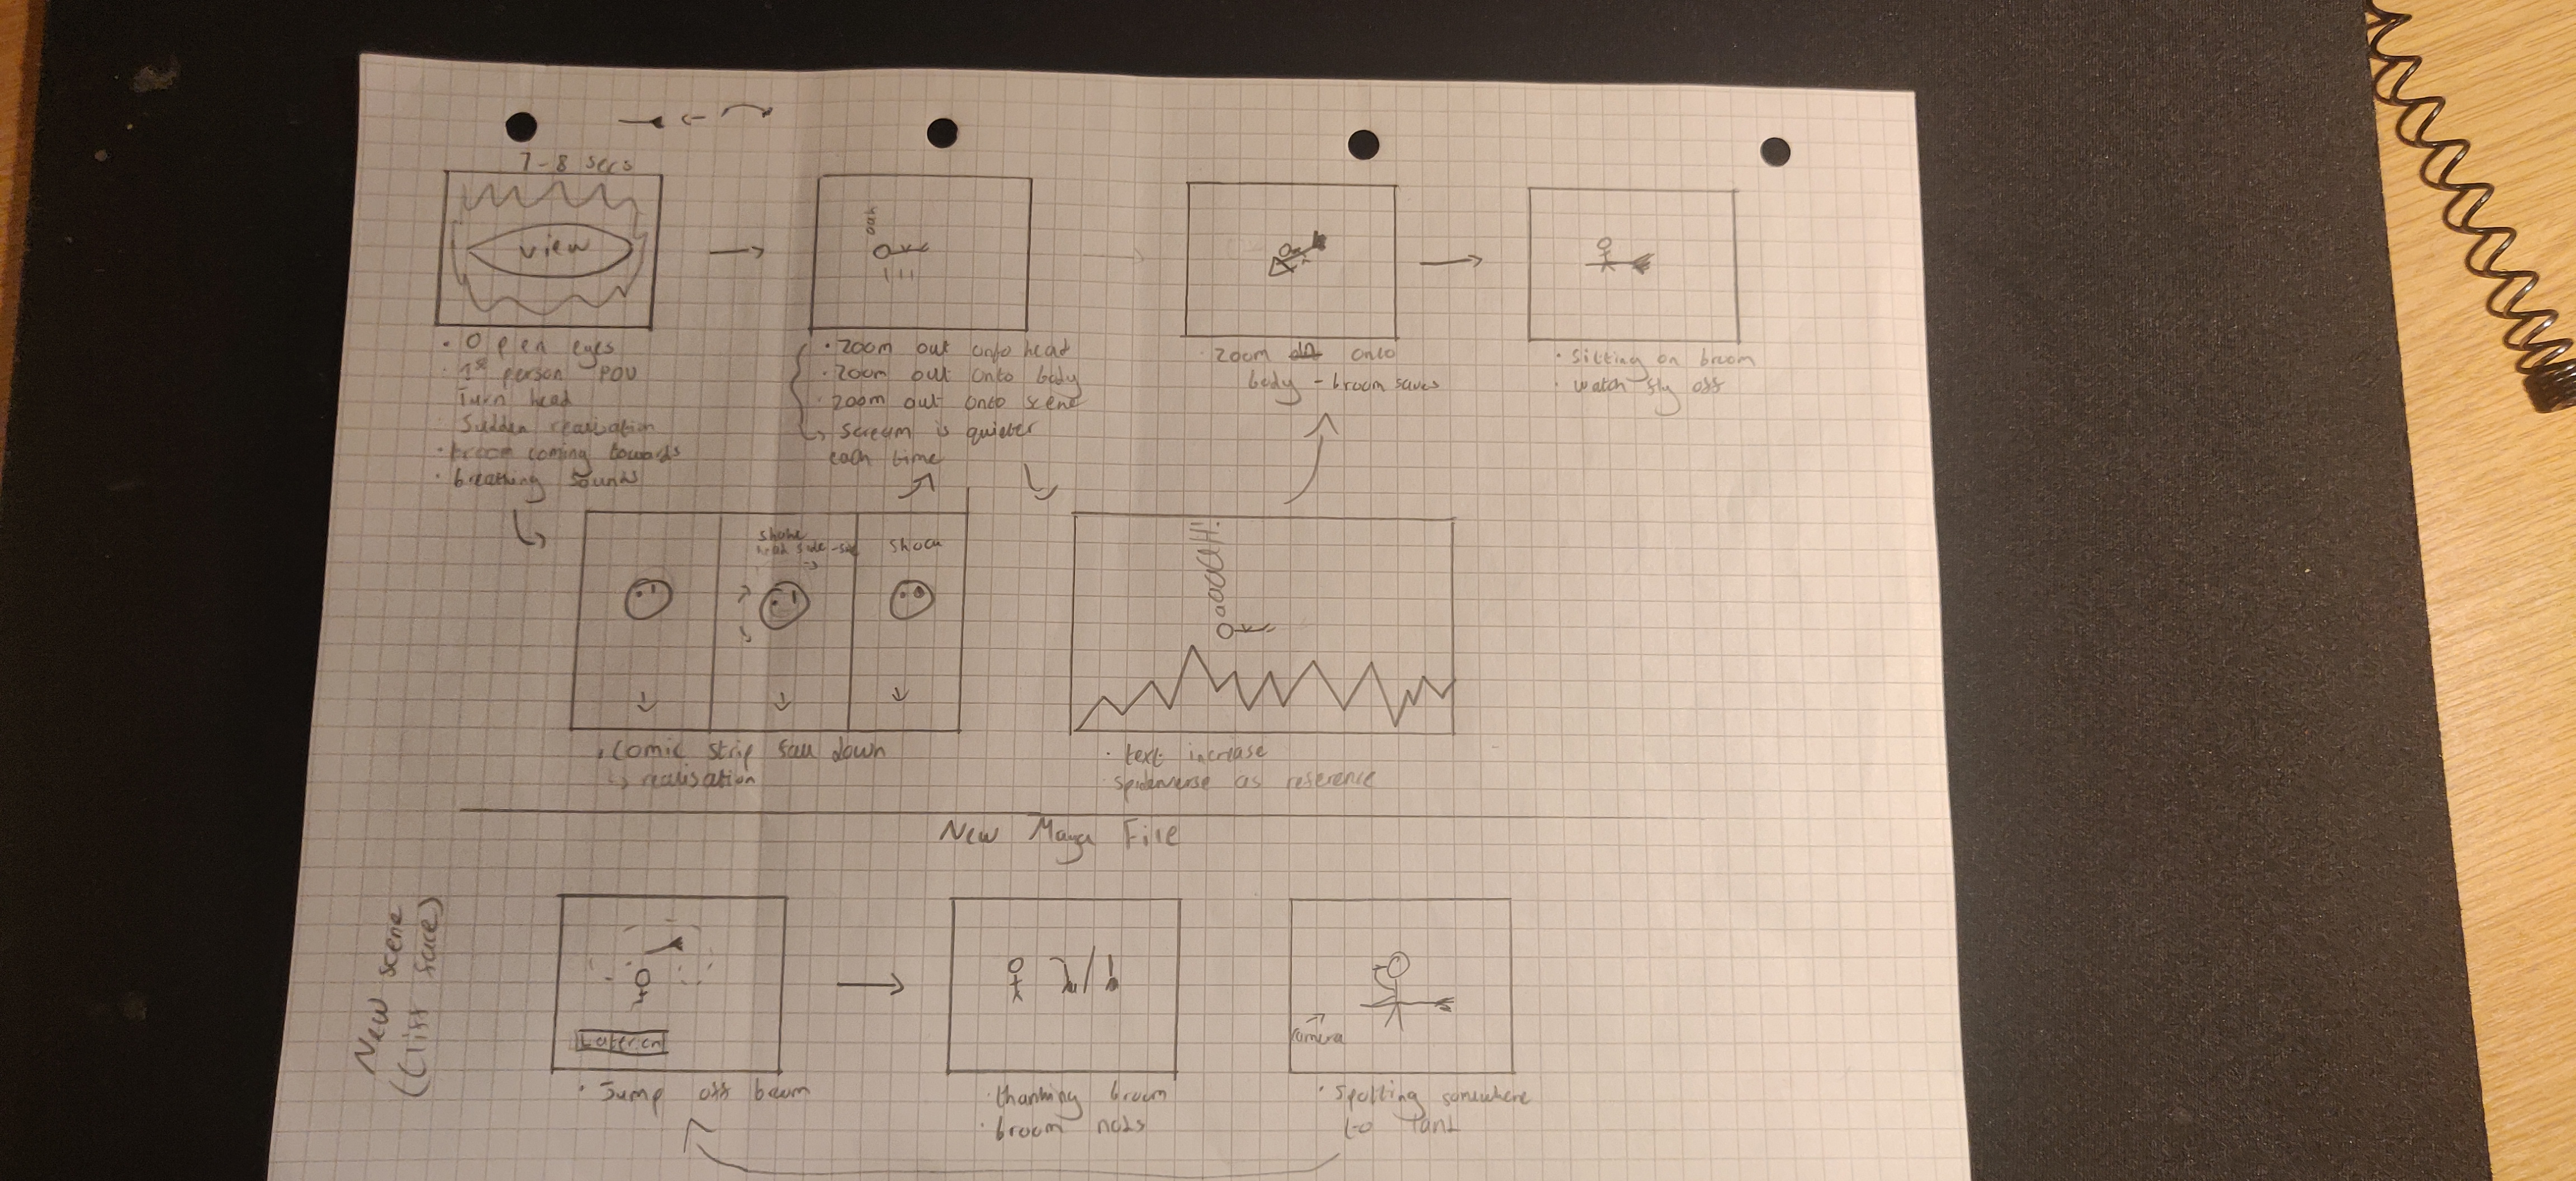 7-8 secs
view
• Open eyes
• 1st person POV
Turn head
Sudden realisation
• broom coming towards
• breathing sounds
aah
• zoom out onto head
• zoom out onto body
• zoom out onto scene
↳ scream is quieter
each time
zoom onto
body - broom saves
• Sitting on broom
• watch fly off
shake
head side-side
shock
• Comic strip fall down
↳ realisation
aaaaAAHH!
• text increase
spiderverse as reference
New Maya File
New scene
(Cliff face)
Later on
• Jump off broom
• thanking broom
• broom nods
camera
• Spotting somewhere
to land